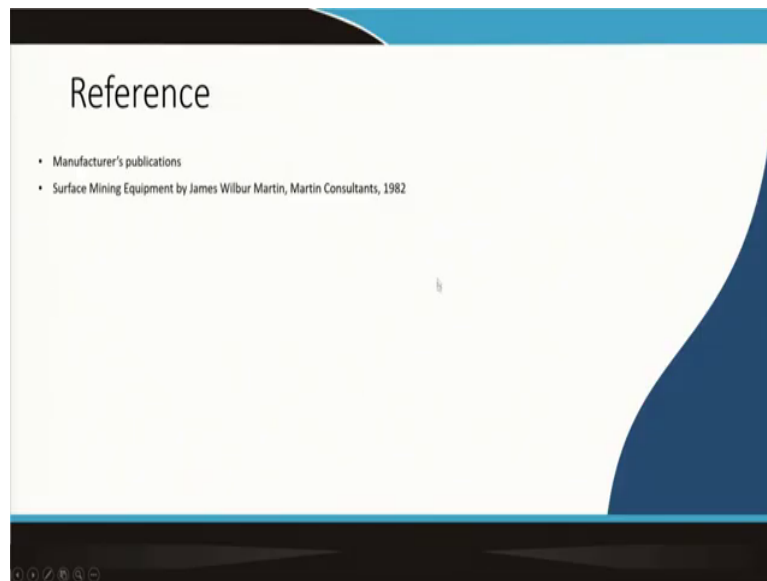 Reference
• Manufacturer's publications
• Surface Mining Equipment by James Wilbur Martin, Martin Consultants, 1982